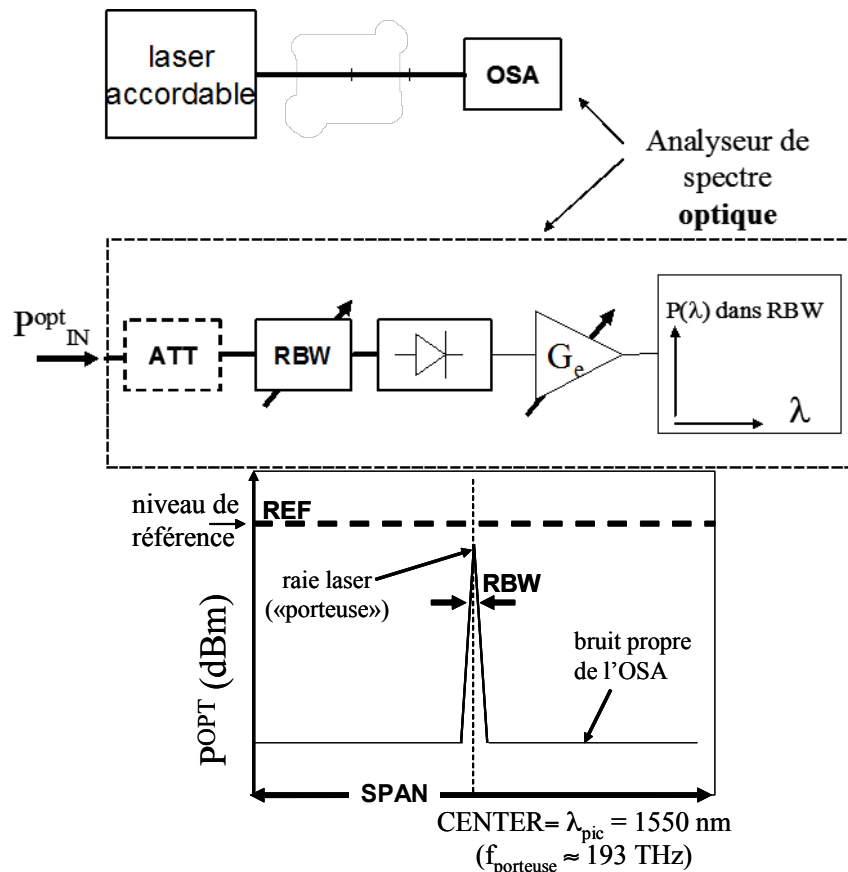 laser
accordable
OSA
Analyseur de
spectre
optique
P^opt_IN
ATT
RBW
G_e
P(λ) dans RBW
λ
niveau de
référence
REF
raie laser
(«porteuse»)
RBW
bruit propre
de l'OSA
P^OPT (dBm)
SPAN
CENTER= λ_pic = 1550 nm
(f_porteuse ≈ 193 THz)